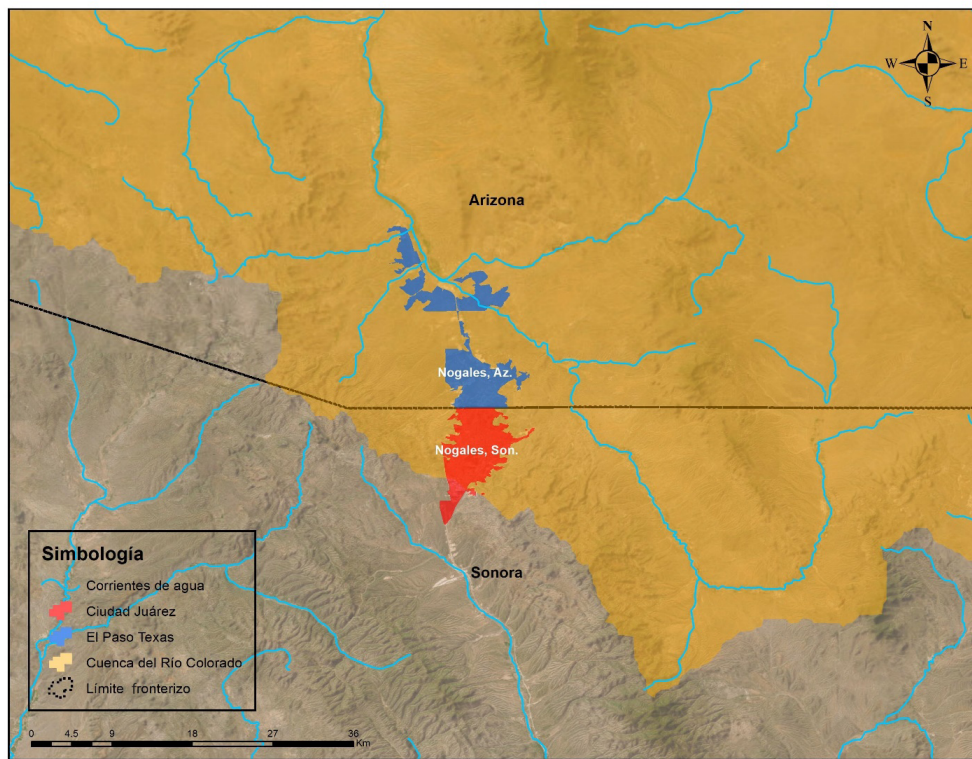 N
W E
S
Arizona
Nogales, Az.
Nogales, Son.
Sonora
Simbología
Corrientes de agua
Ciudad Juárez
El Paso Texas
Cuenca del Río Colorado
Límite fronterizo
0 4.5 9 18 27 36
Km